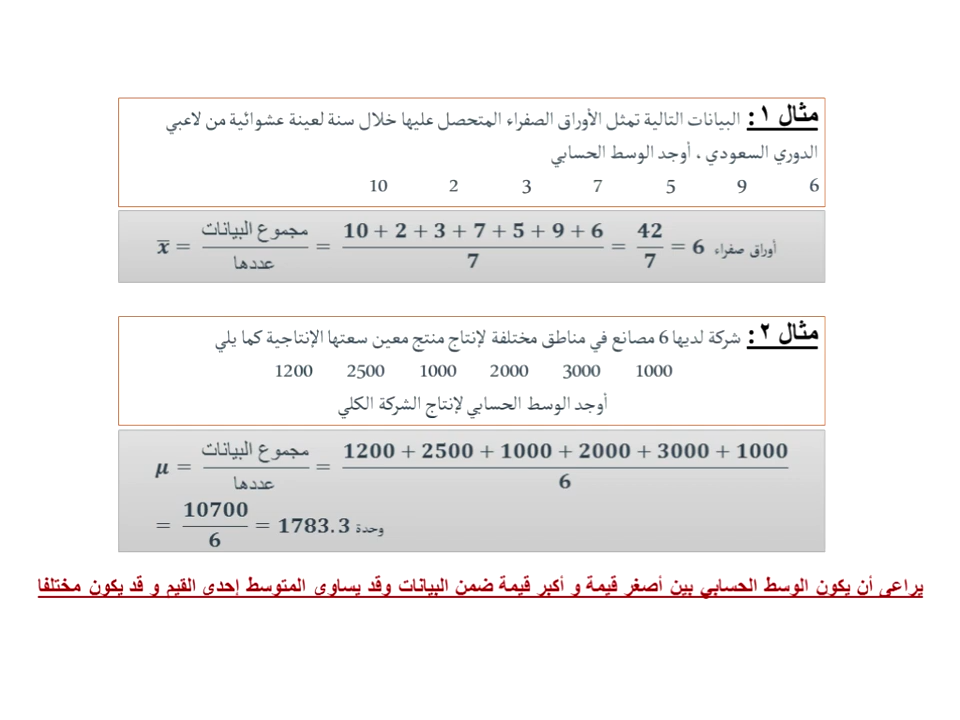 مثال ١ : البيانات التالية تمثل الأوراق الصفراء المتحصل عليها خلال سنة لعينة عشوائية من لاعبي
الدوري السعودي ، أوجد الوسط الحسابي
10 2 3 7 5 9 6
x̅ = مجموع البيانات / عددها = 10 + 2 + 3 + 7 + 5 + 9 + 6 / 7 = 42 / 7 = 6 أوراق صفراء
مثال ٢ : شركة لديها 6 مصانع في مناطق مختلفة لإنتاج منتج معين سعتها الإنتاجية كما يلي
1200 2500 1000 2000 3000 1000
أوجد الوسط الحسابي لإنتاج الشركة الكلي
μ = مجموع البيانات / عددها = 1200 + 2500 + 1000 + 2000 + 3000 + 1000 / 6
= 10700 / 6 = 1783.3 وحدة
يراعى أن يكون الوسط الحسابي بين أصغر قيمة و أكبر قيمة ضمن البيانات وقد يساوى المتوسط إحدى القيم و قد يكون مختلفا